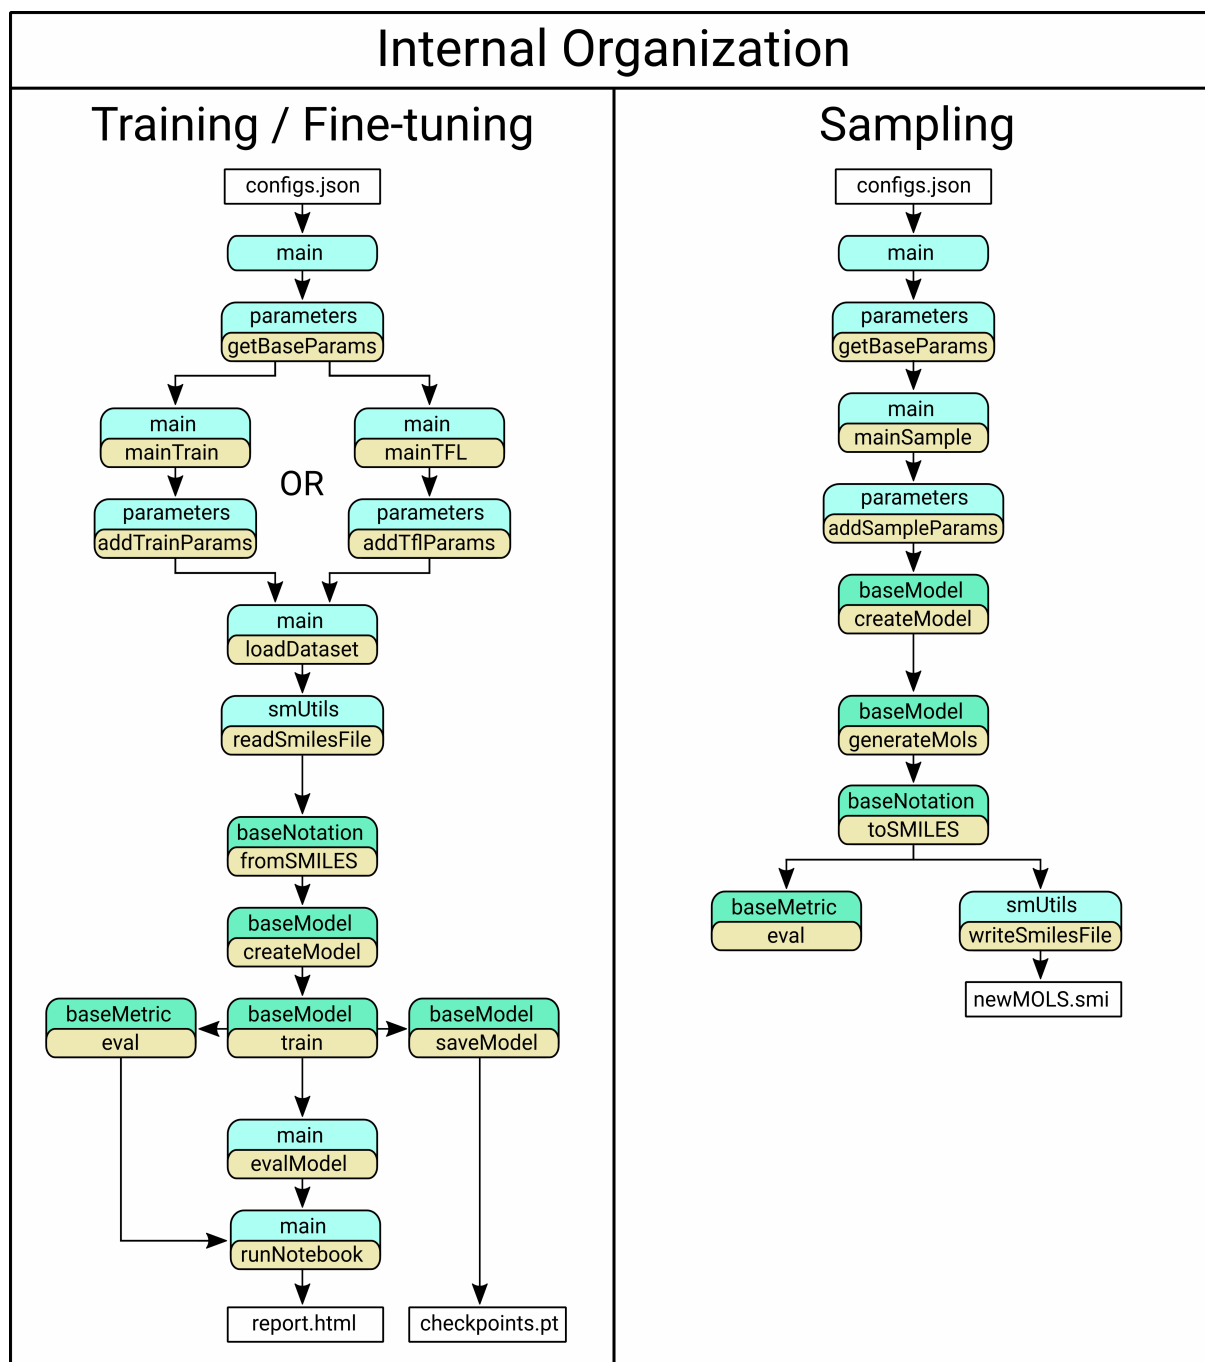 Internal Organization
Training / Fine-tuning
configs.json
main
parameters
getBaseParams
main
mainTrain
main
mainTFL
OR
parameters
addTrainParams
parameters
addTflParams
main
loadDataset
smUtils
readSmilesFile
baseNotation
fromSMILES
baseModel
createModel
baseMetric
eval
baseModel
train
baseModel
saveModel
main
evalModel
main
runNotebook
report.html
checkpoints.pt
Sampling
configs.json
main
parameters
getBaseParams
main
mainSample
parameters
addSampleParams
baseModel
createModel
baseModel
generateMols
baseNotation
toSMILES
baseMetric
eval
smUtils
writeSmilesFile
newMOLS.smi